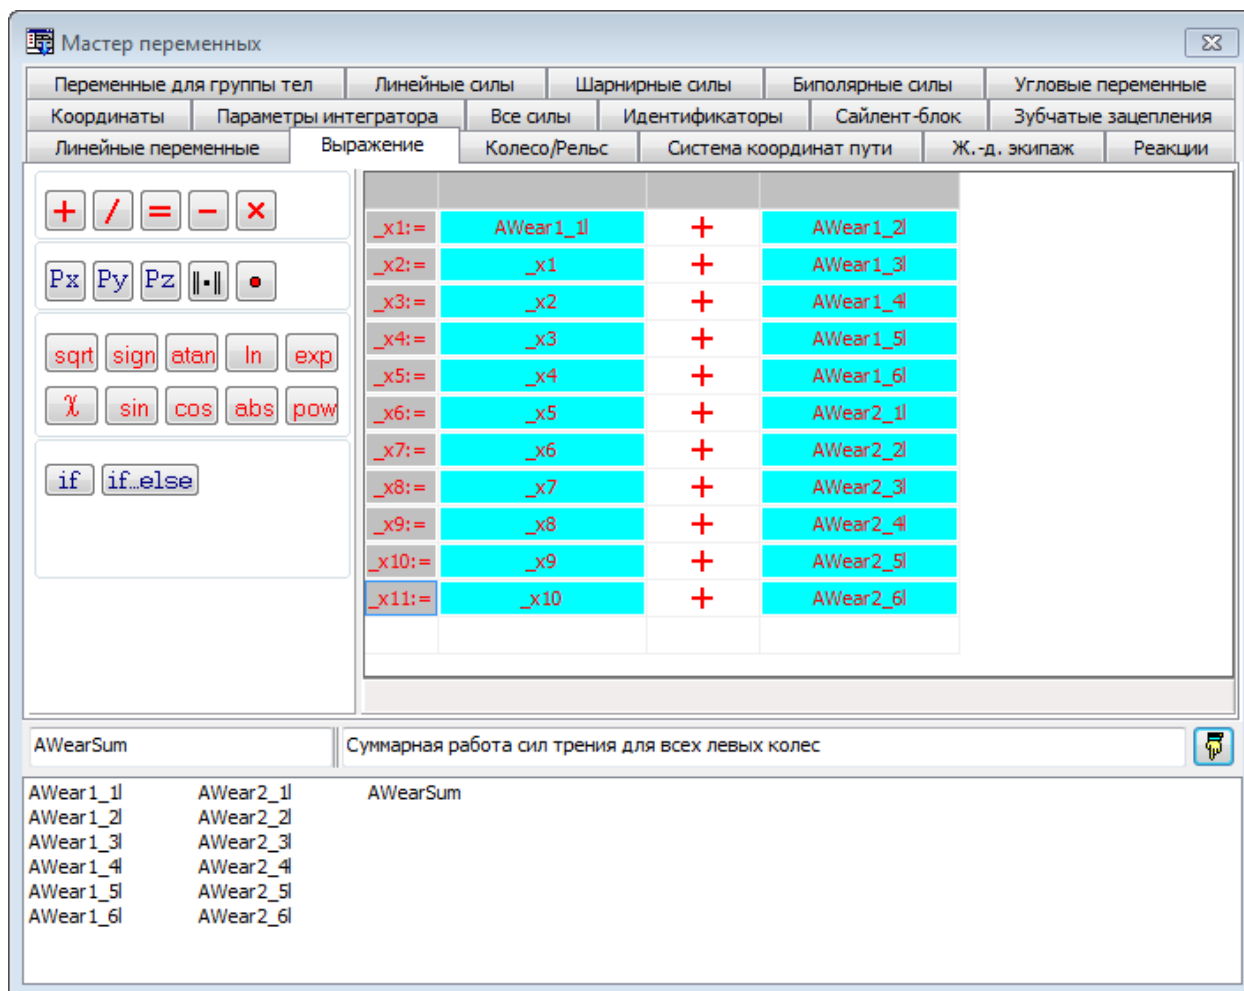 Мастер переменных
Переменные для группы тел Линейные силы Шарнирные силы Биполярные силы Угловые переменные
Координаты Параметры интегратора Все силы Идентификаторы Сайлент-блок Зубчатые зацепления
Линейные переменные Выражение Колесо/Рельс Система координат пути Ж.-д. экипаж Реакции
+ / = − ×
Px Py Pz ||·|| •
sqrt sign atan ln exp
χ sin cos abs pow
if if…else
_x1:= AWear1_1l + AWear1_2l
_x2:= _x1 + AWear1_3l
_x3:= _x2 + AWear1_4l
_x4:= _x3 + AWear1_5l
_x5:= _x4 + AWear1_6l
_x6:= _x5 + AWear2_1l
_x7:= _x6 + AWear2_2l
_x8:= _x7 + AWear2_3l
_x9:= _x8 + AWear2_4l
_x10:= _x9 + AWear2_5l
_x11:= _x10 + AWear2_6l
AWearSum Суммарная работа сил трения для всех левых колес
AWear1_1l AWear2_1l AWearSum
AWear1_2l AWear2_2l
AWear1_3l AWear2_3l
AWear1_4l AWear2_4l
AWear1_5l AWear2_5l
AWear1_6l AWear2_6l